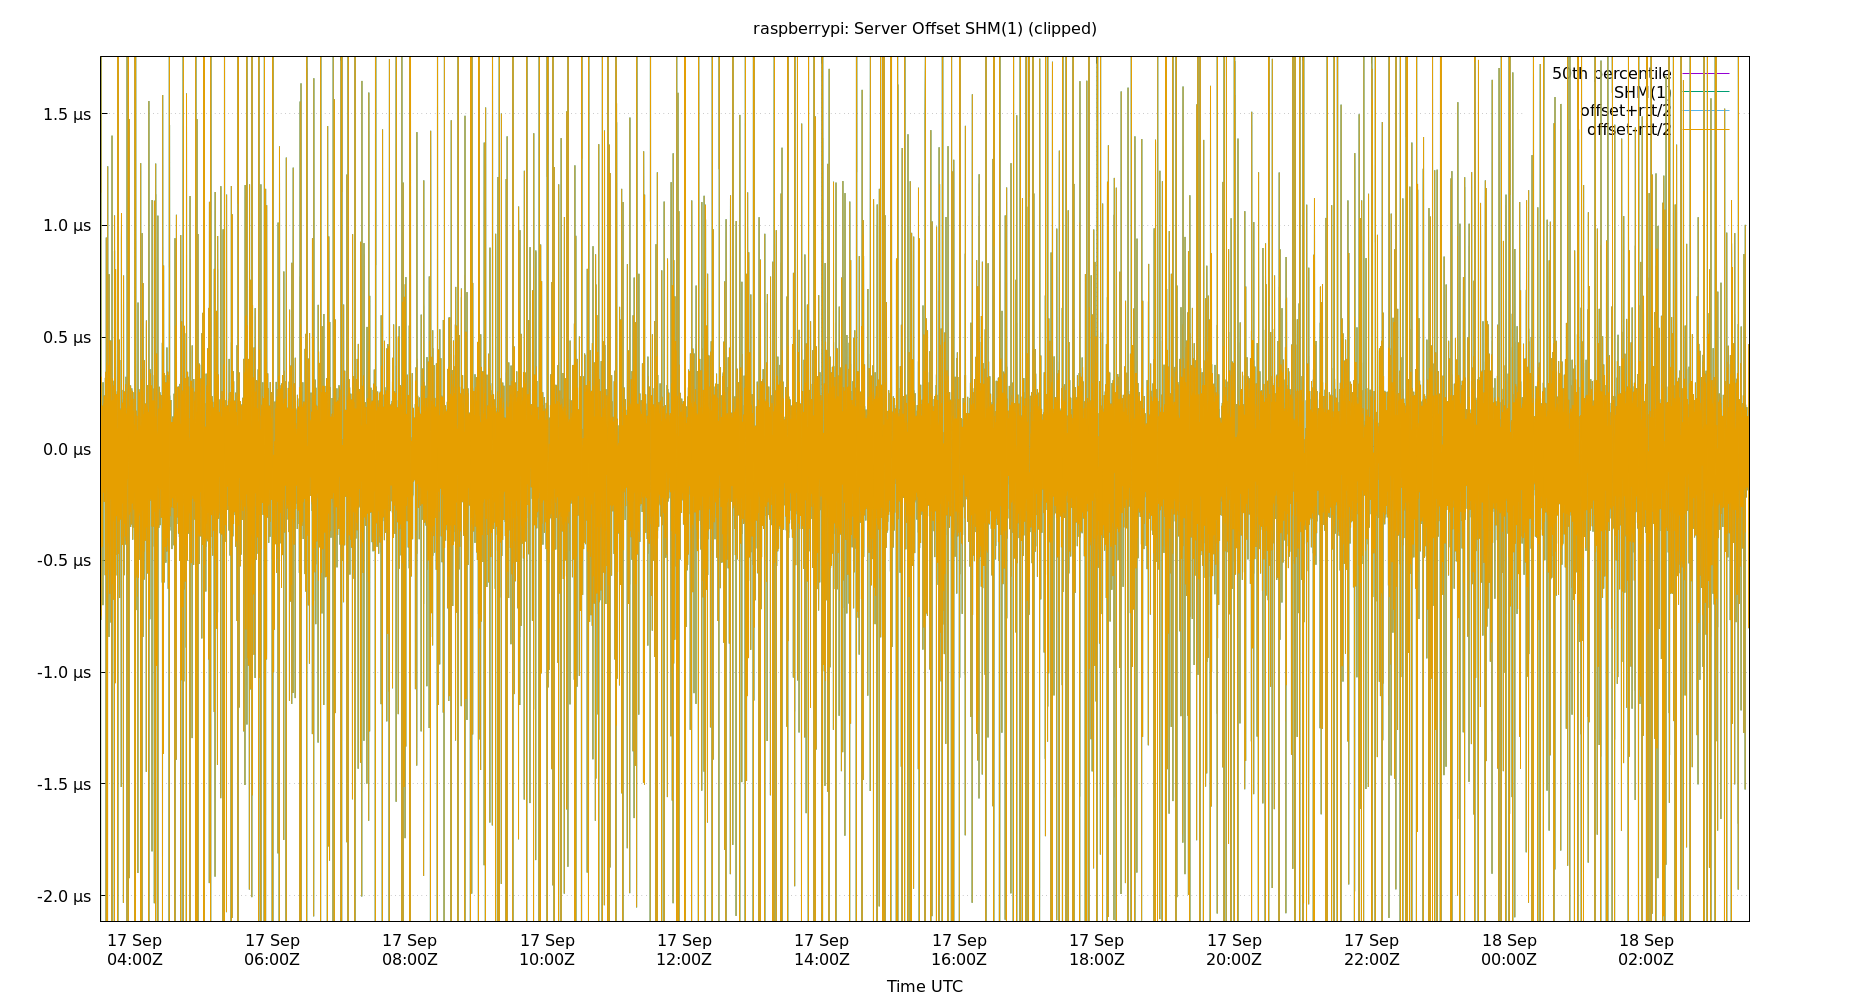 raspberrypi: Server Offset SHM(1) (clipped)
50th percentile
SHM(1)
offset+rtt/2
offset-rtt/2
1.5 µs
1.0 µs
0.5 µs
0.0 µs
-0.5 µs
-1.0 µs
-1.5 µs
-2.0 µs
17 Sep 17 Sep 17 Sep 17 Sep 17 Sep 17 Sep 17 Sep 17 Sep 17 Sep 17 Sep 18 Sep 18 Sep
04:00Z 06:00Z 08:00Z 10:00Z 12:00Z 14:00Z 16:00Z 18:00Z 20:00Z 22:00Z 00:00Z 02:00Z
Time UTC